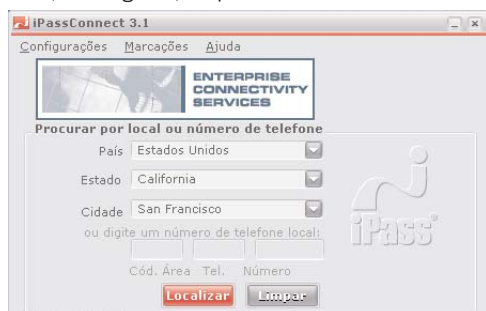 iPassConnect 3.1
Configurações Marcações Ajuda
ENTERPRISE
CONNECTIVITY
SERVICES
Procurar por local ou número de telefone
País Estados Unidos
Estado California
Cidade San Francisco
ou digite um número de telefone local:
Cód. Área Tel. Número
Localizar Limpar
iPass